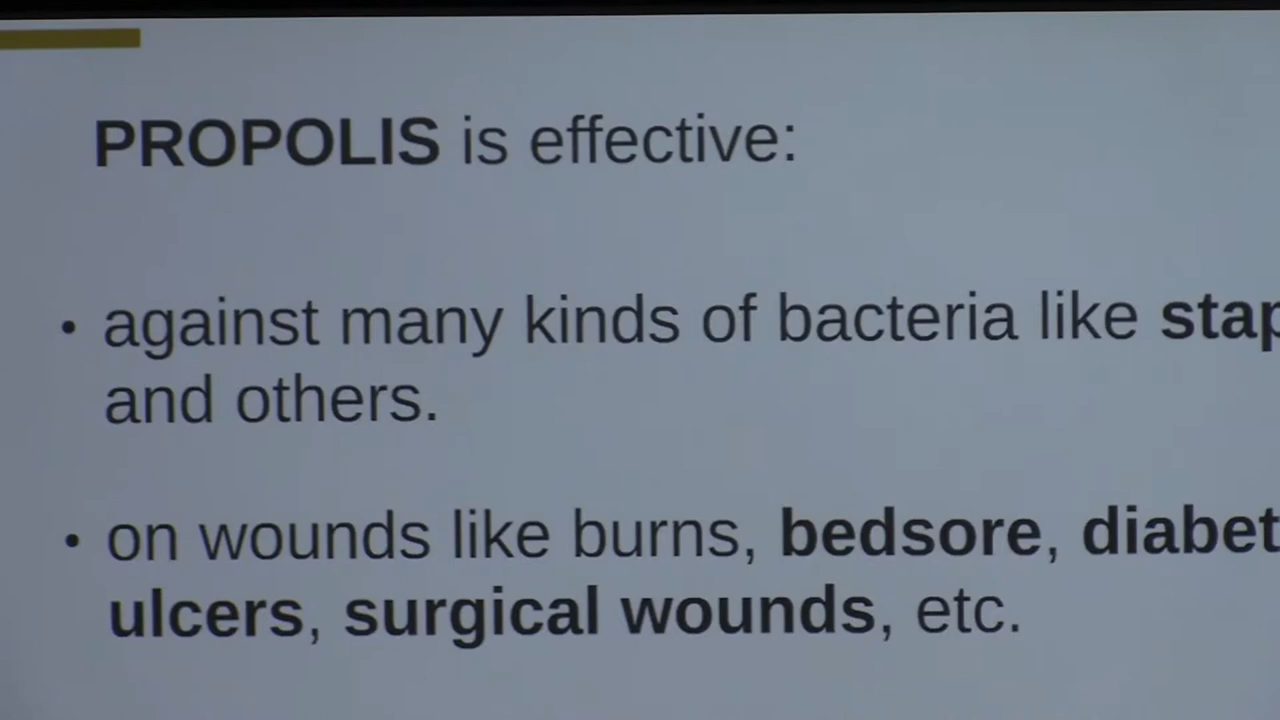 PROPOLIS is effective:
• against many kinds of bacteria like
and others.
• on wounds like burns, bedsore,
ulcers, surgical wounds, etc.